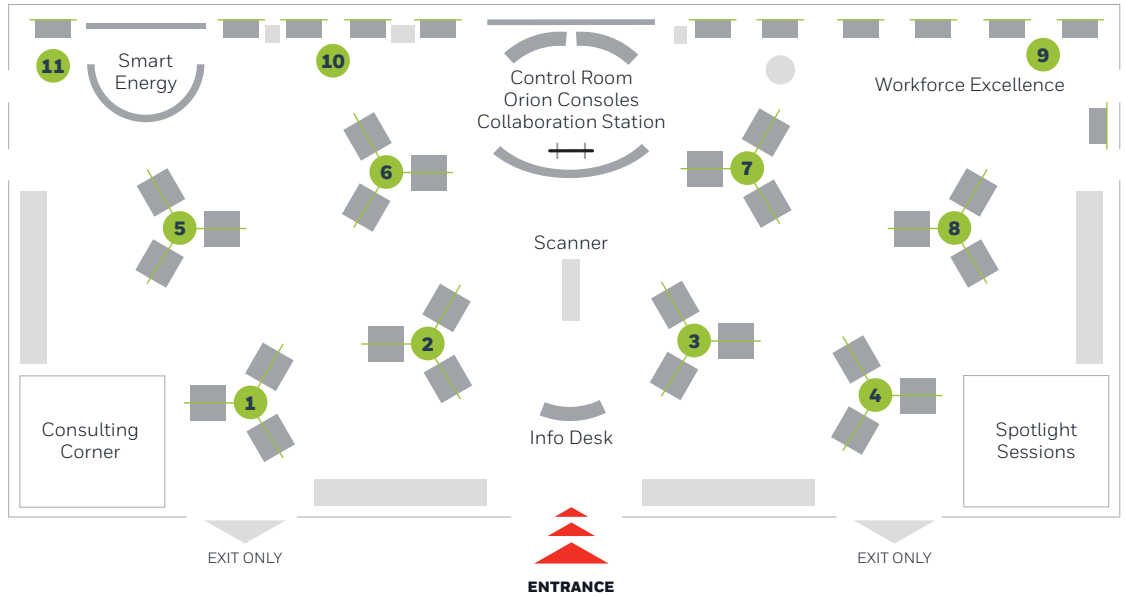 11
Smart
Energy
10
Control Room
Orion Consoles
Collaboration Station
9
Workforce Excellence
6
7
5
8
Scanner
2
3
1
4
Consulting
Corner
Info Desk
Spotlight
Sessions
EXIT ONLY
EXIT ONLY
ENTRANCE